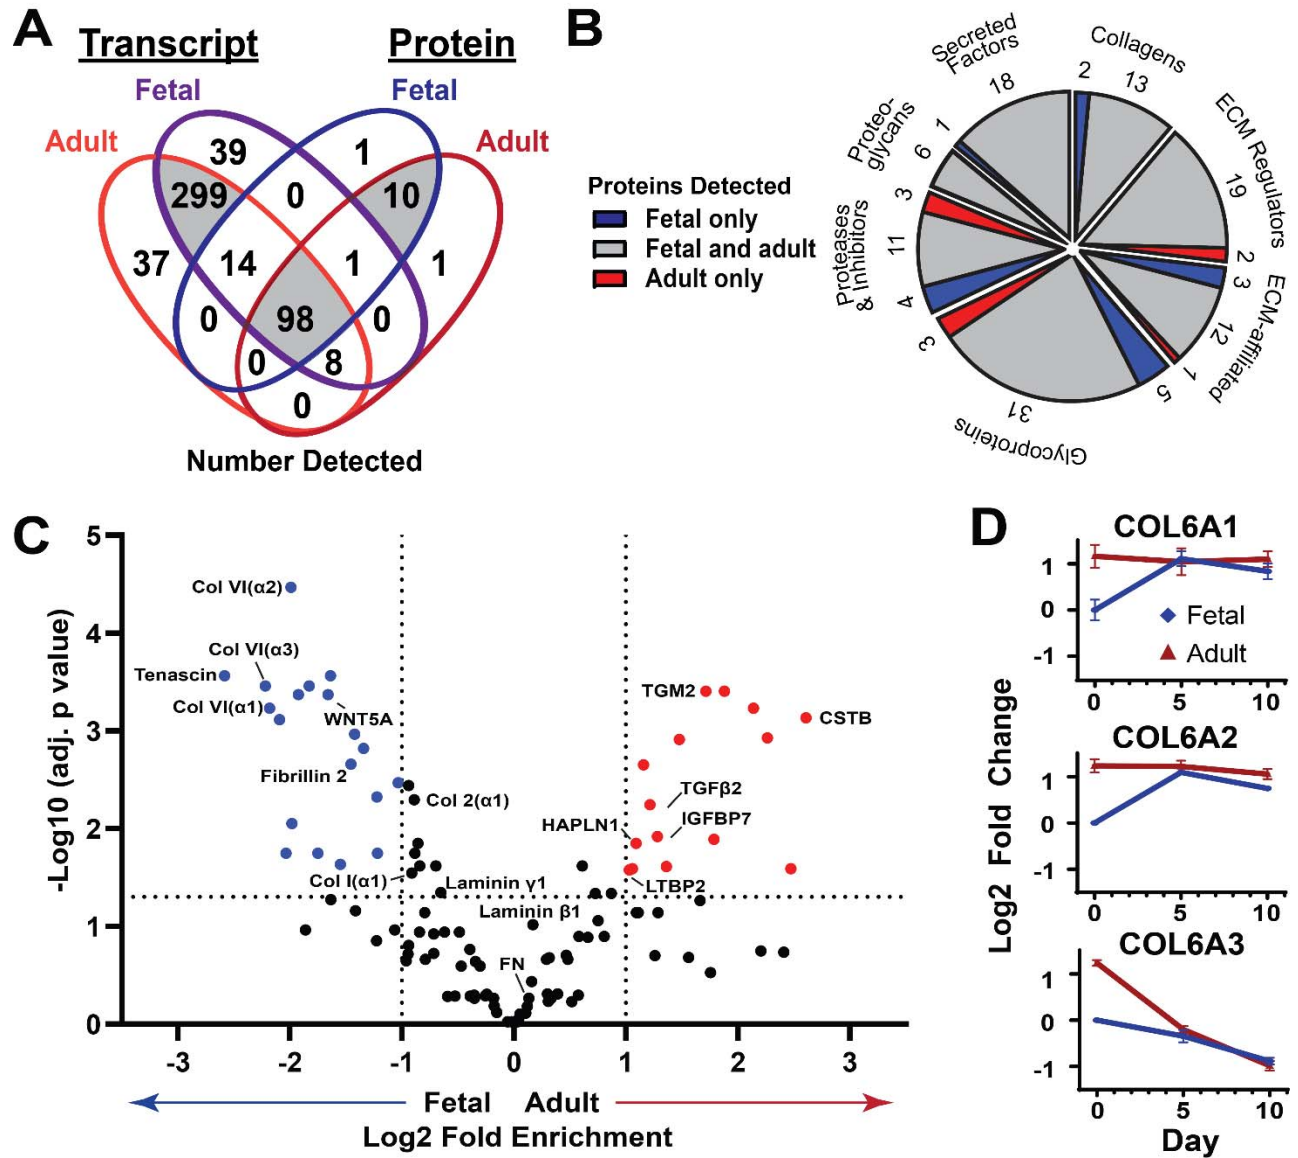 A
Transcript
Protein
Fetal
Fetal
Adult
Adult
39
1
299
0
10
37
14
1
1
0
98
0
0
8
0
Number Detected
B
Proteins Detected
Fetal only
Fetal and adult
Adult only
Secreted
Factors
18
Collagens
2
13
ECM Regulators
19
2
ECM-affiliated
3
12
1
Glycoproteins
5
31
3
Proteases
& Inhibitors
4
11
3
Proteo-
glycans
6
1
C
-Log10 (adj. p value)
5
4
3
2
1
0
Col VI(α2)
Col VI(α3)
Tenascin
Col VI(α1)
WNT5A
Fibrillin 2
Col 2(α1)
Col I(α1)
Laminin γ1
Laminin β1
FN
TGM2
CSTB
TGFβ2
HAPLN1
IGFBP7
LTBP2
-3
-2
-1
0
1
2
3
Fetal
Adult
Log2 Fold Enrichment
D
Log2 Fold Change
COL6A1
1
0
-1
Fetal
Adult
0
5
10
COL6A2
1
0
-1
0
5
10
COL6A3
1
0
-1
0
5
10
Day